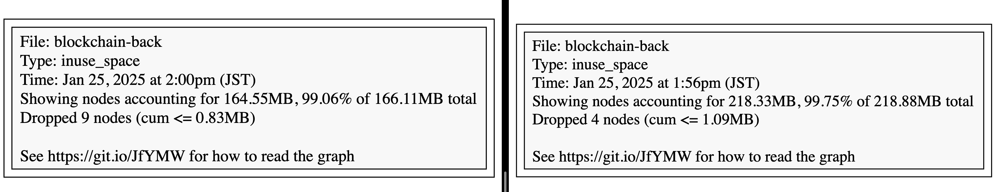 File: blockchain-back
Type: inuse_space
Time: Jan 25, 2025 at 2:00pm (JST)
Showing nodes accounting for 164.55MB, 99.06% of 166.11MB total
Dropped 9 nodes (cum <= 0.83MB)
See https://git.io/JfYMW for how to read the graph
File: blockchain-back
Type: inuse_space
Time: Jan 25, 2025 at 1:56pm (JST)
Showing nodes accounting for 218.33MB, 99.75% of 218.88MB total
Dropped 4 nodes (cum <= 1.09MB)
See https://git.io/JfYMW for how to read the graph